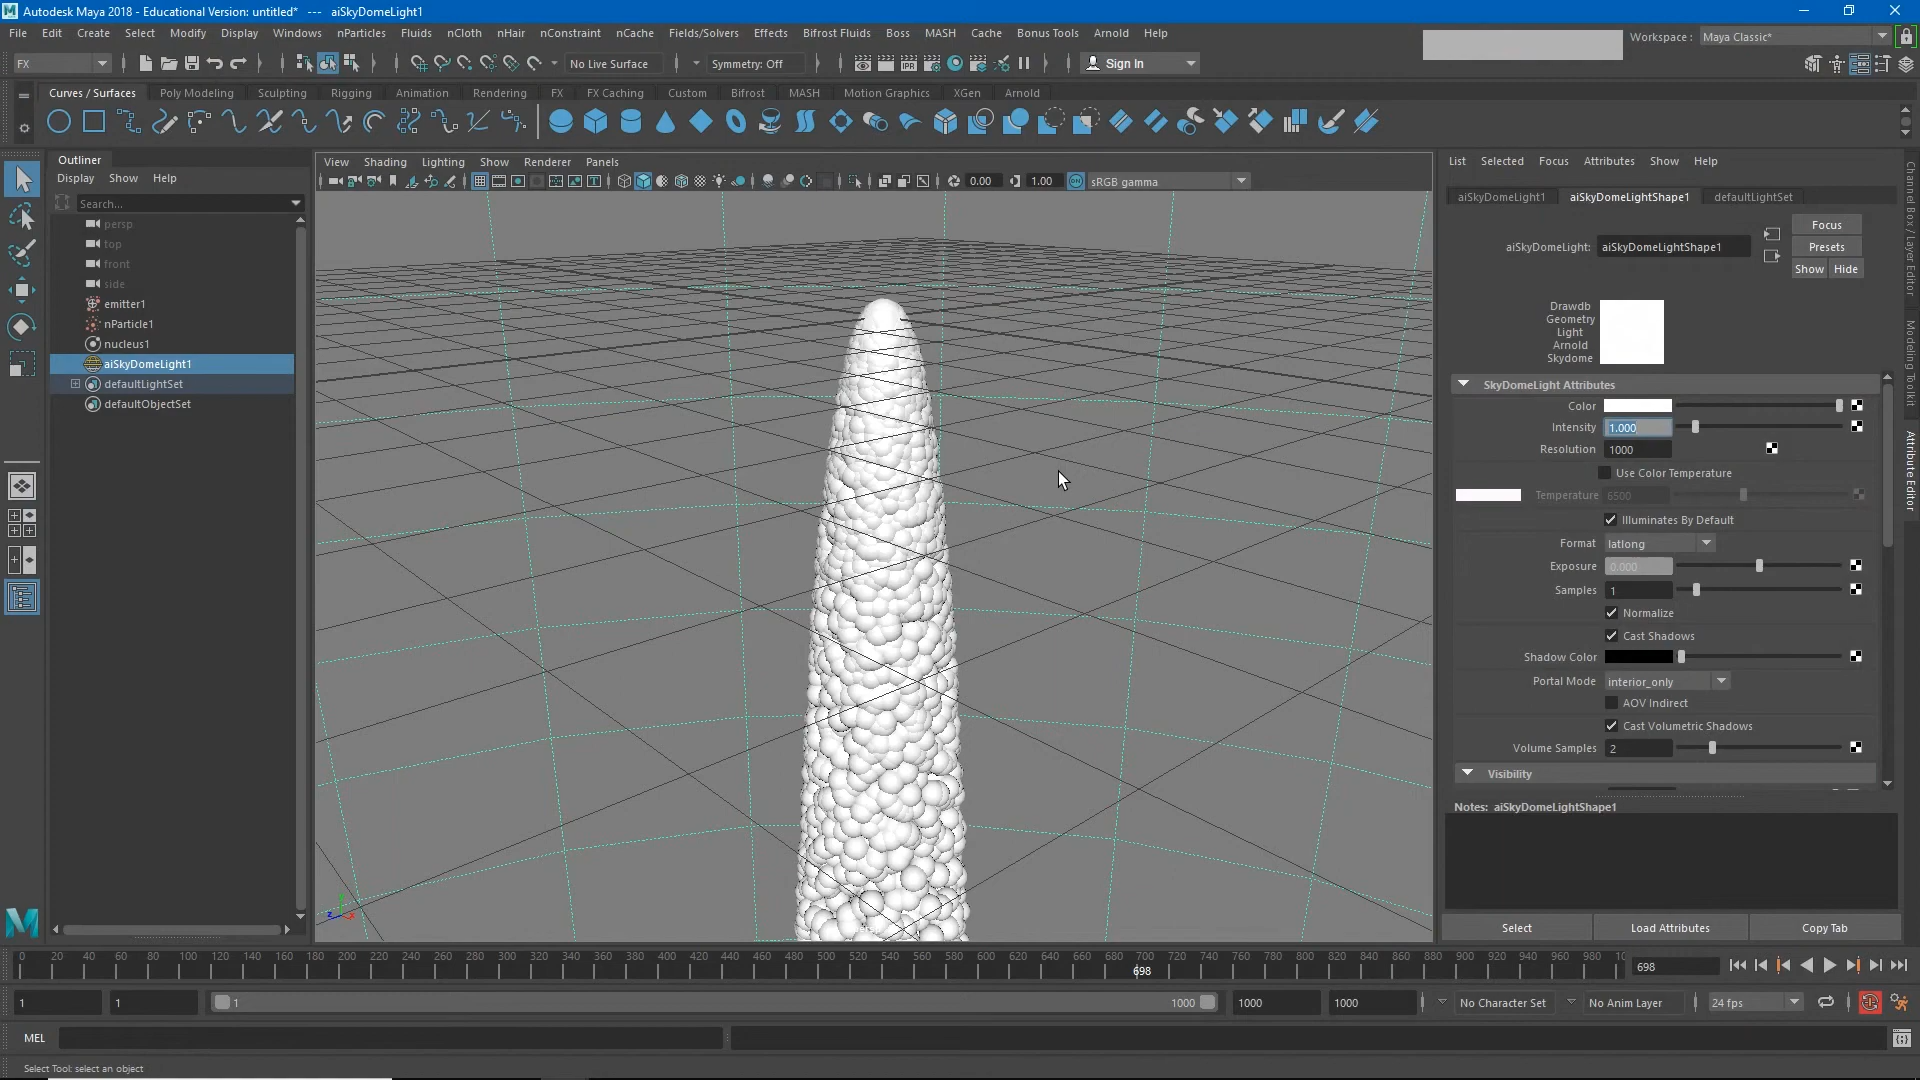 Autodesk Maya 2018 - Educational Version: untitled*   ---   aiSkyDomeLight1
File Edit Create Select Modify Display Windows nParticles Fluids nCloth nHair nConstraint nCache Fields/Solvers Effects Bifrost Fluids Boss MASH Cache Bonus Tools Arnold Help
Workspace : Maya Classic*
FX No Live Surface Symmetry: Off IPR Sign In
Curves / Surfaces Poly Modeling Sculpting Rigging Animation Rendering FX FX Caching Custom Bifrost MASH Motion Graphics XGen Arnold
Outliner
Display Show Help
Search...
persp
top
front
side
emitter1
nParticle1
nucleus1
aiSkyDomeLight1
defaultLightSet
defaultObjectSet
View Shading Lighting Show Renderer Panels
0.00 1.00 sRGB gamma
List Selected Focus Attributes Show Help
aiSkyDomeLight1 aiSkyDomeLightShape1 defaultLightSet
aiSkyDomeLight: aiSkyDomeLightShape1
Focus
Presets
Show Hide
Drawdb
Geometry
Light
Arnold
Skydome
SkyDomeLight Attributes
Color
Intensity 1.000
Resolution 1000
Use Color Temperature
Temperature 6500
Illuminates By Default
Format latlong
Exposure 0.000
Samples 1
Normalize
Cast Shadows
Shadow Color
Portal Mode interior_only
AOV Indirect
Cast Volumetric Shadows
Volume Samples 2
Visibility
Notes: aiSkyDomeLightShape1
Select Load Attributes Copy Tab
Channel Box / Layer Editor
Modeling Toolkit
Attribute Editor
0 20 40 60 80 100 120 140 160 180 200 220 240 260 280 300 320 340 360 380 400 420 440 460 480 500 520 540 560 580 600 620 640 660 680 700 720 740 760 780 800 820 840 860 880 900 920 940 960 980 10
698
698
1 1 1 1000 1000 1000 No Character Set No Anim Layer 24 fps
MEL
Select Tool: select an object